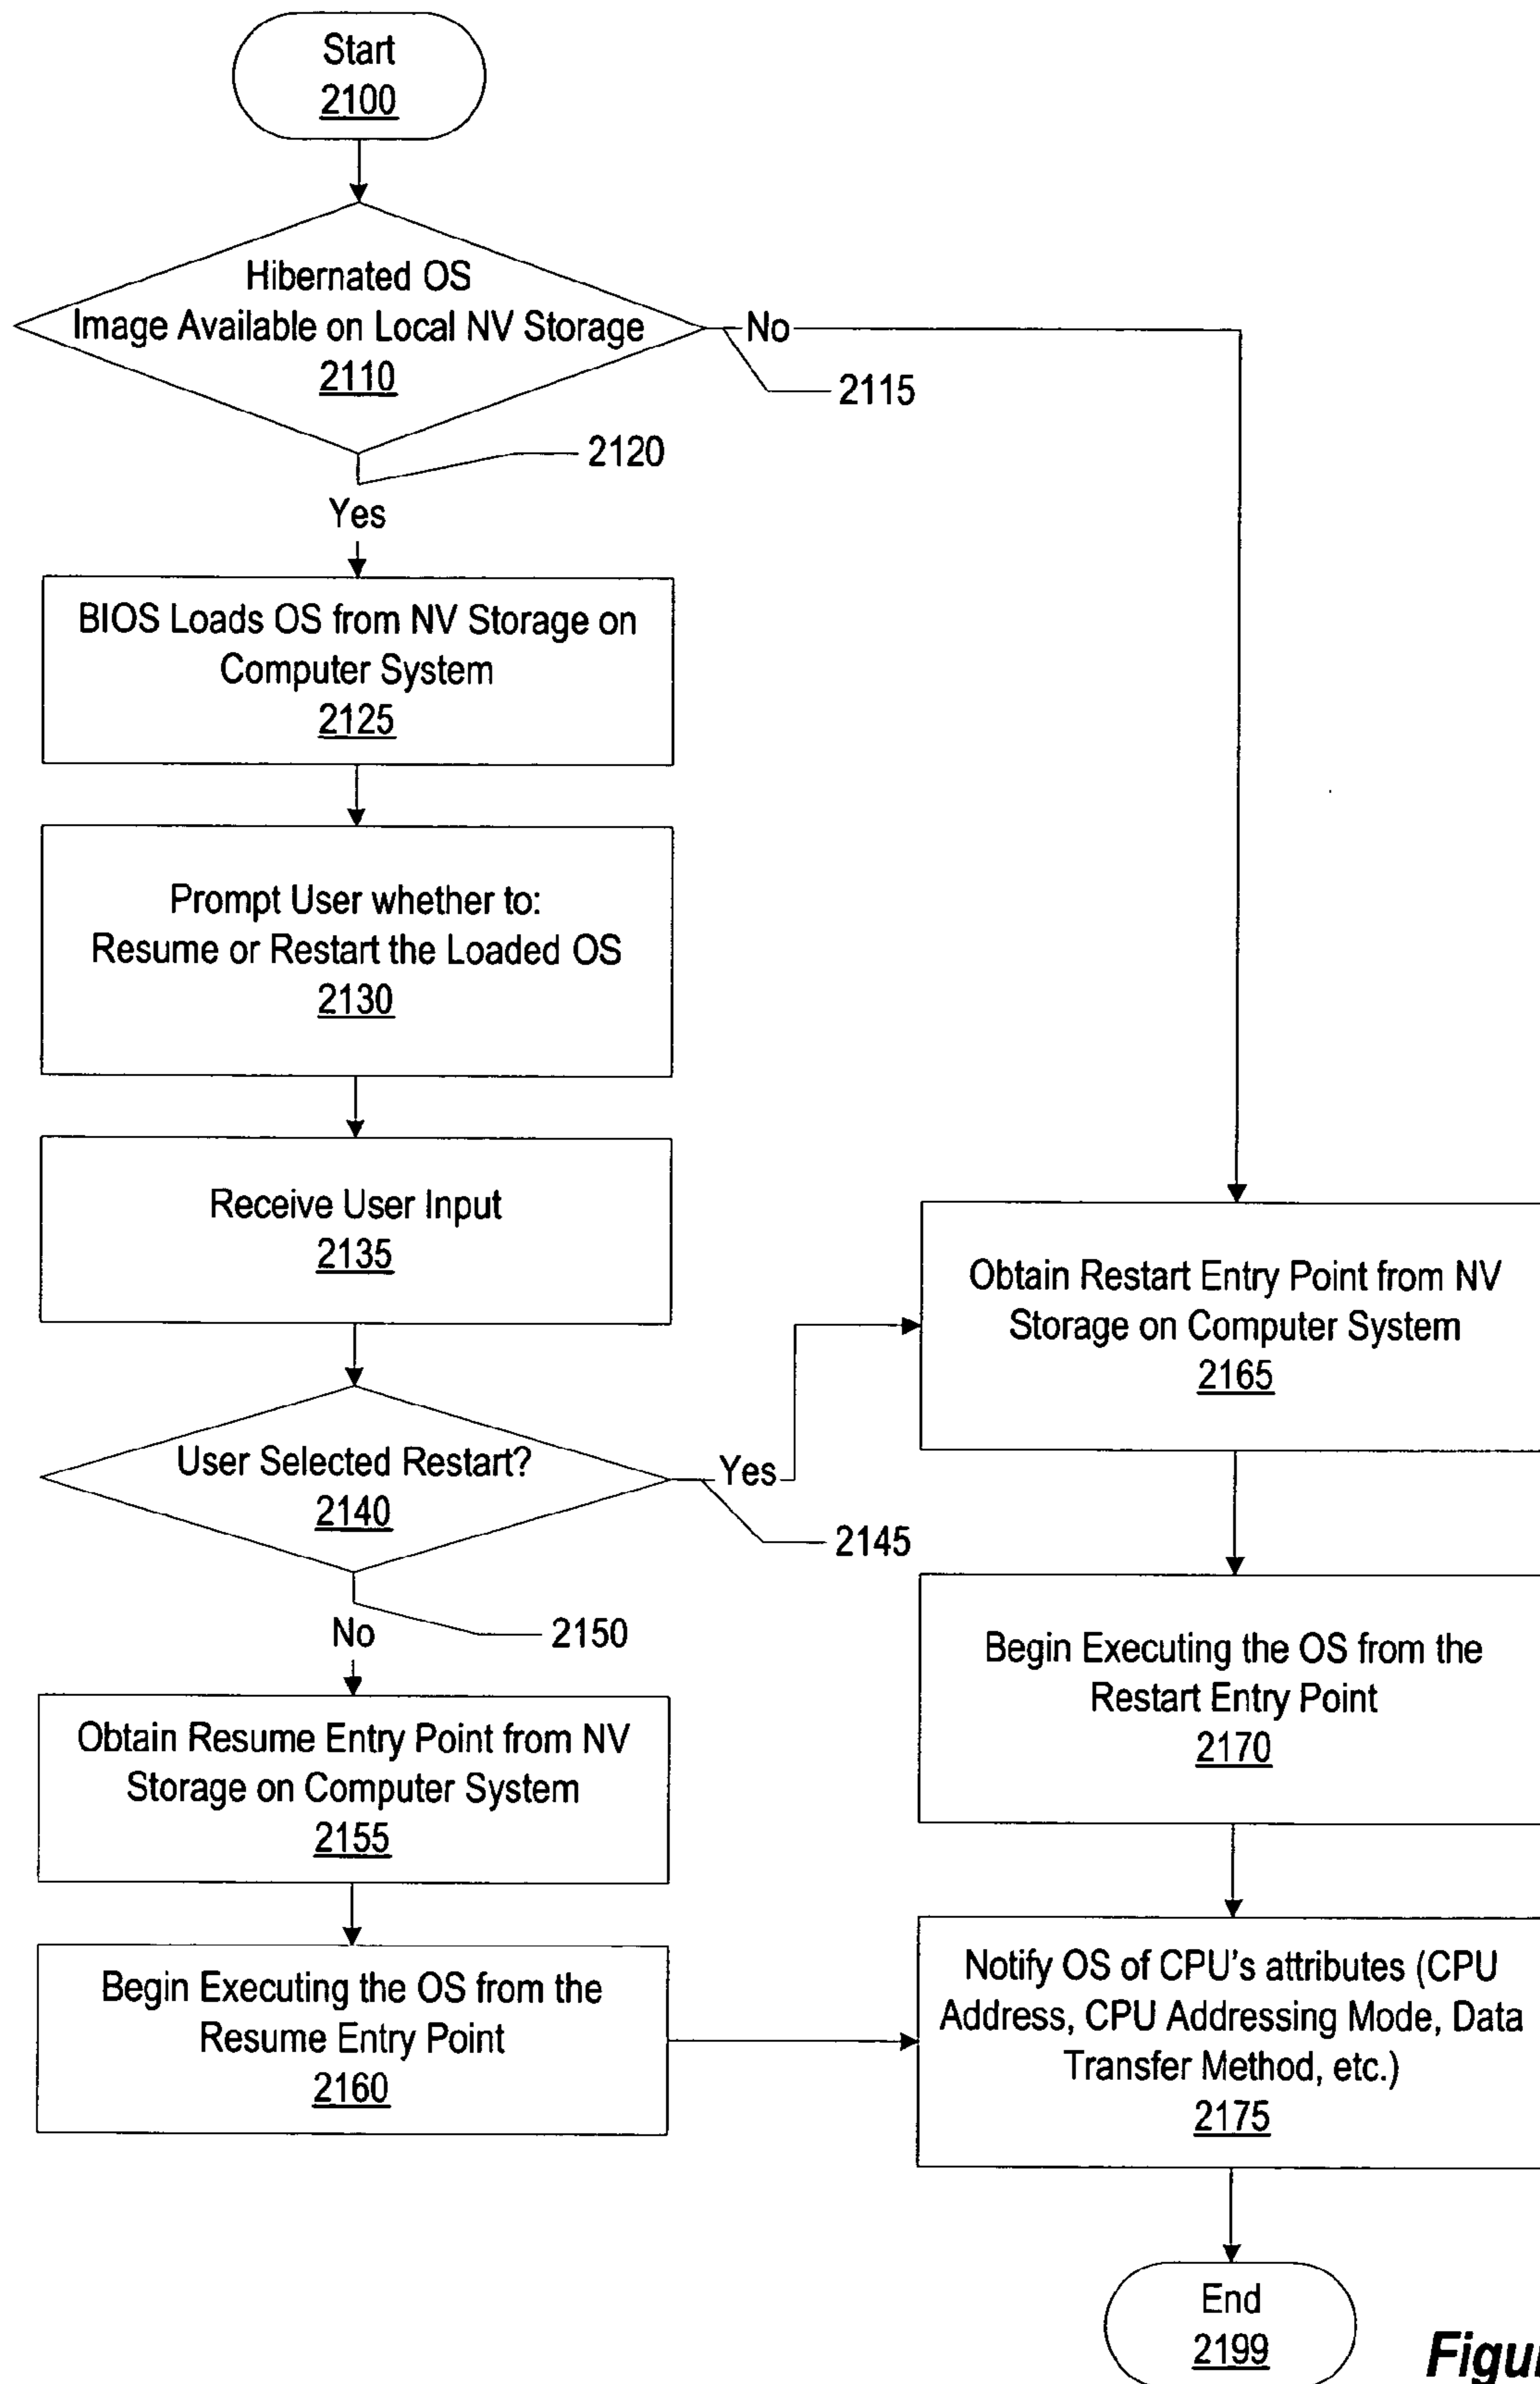 Start
2100
Hibernated OS
Image Available on Local NV Storage
2110
No
2115
2120
Yes
BIOS Loads OS from NV Storage on
Computer System
2125
Prompt User whether to:
Resume or Restart the Loaded OS
2130
Receive User Input
2135
User Selected Restart?
2140
Yes
2145
2150
No
Obtain Resume Entry Point from NV
Storage on Computer System
2155
Begin Executing the OS from the
Resume Entry Point
2160
Obtain Restart Entry Point from NV
Storage on Computer System
2165
Begin Executing the OS from the
Restart Entry Point
2170
Notify OS of CPU's attributes (CPU
Address, CPU Addressing Mode, Data
Transfer Method, etc.)
2175
End
2199